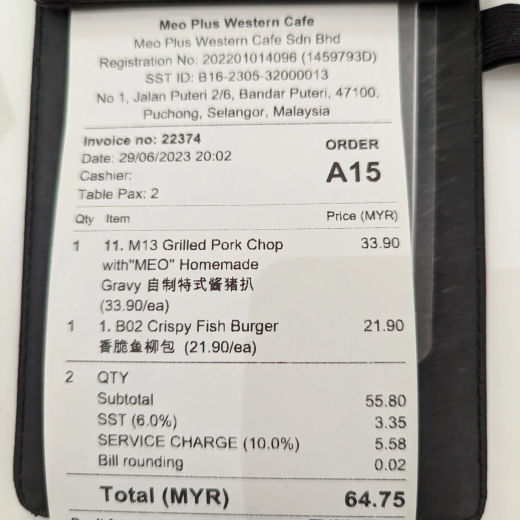 Meo Plus Western Cafe
Meo Plus Western Cafe Sdn Bhd
Registration No: 202201014096 (1459793D)
SST ID: B16-2305-32000013
No 1, Jalan Puteri 2/6, Bandar Puteri, 47100,
Puchong, Selangor, Malaysia
Invoice no: 22374
Date: 29/06/2023 20:02
Cashier:
Table Pax: 2
ORDER
A15
Qty Item Price (MYR)
1 11. M13 Grilled Pork Chop 33.90
with"MEO" Homemade
Gravy 自制特式酱猪扒
(33.90/ea)
1 1. B02 Crispy Fish Burger 21.90
香脆鱼柳包 (21.90/ea)
2 QTY
Subtotal 55.80
SST (6.0%) 3.35
SERVICE CHARGE (10.0%) 5.58
Bill rounding 0.02
Total (MYR) 64.75